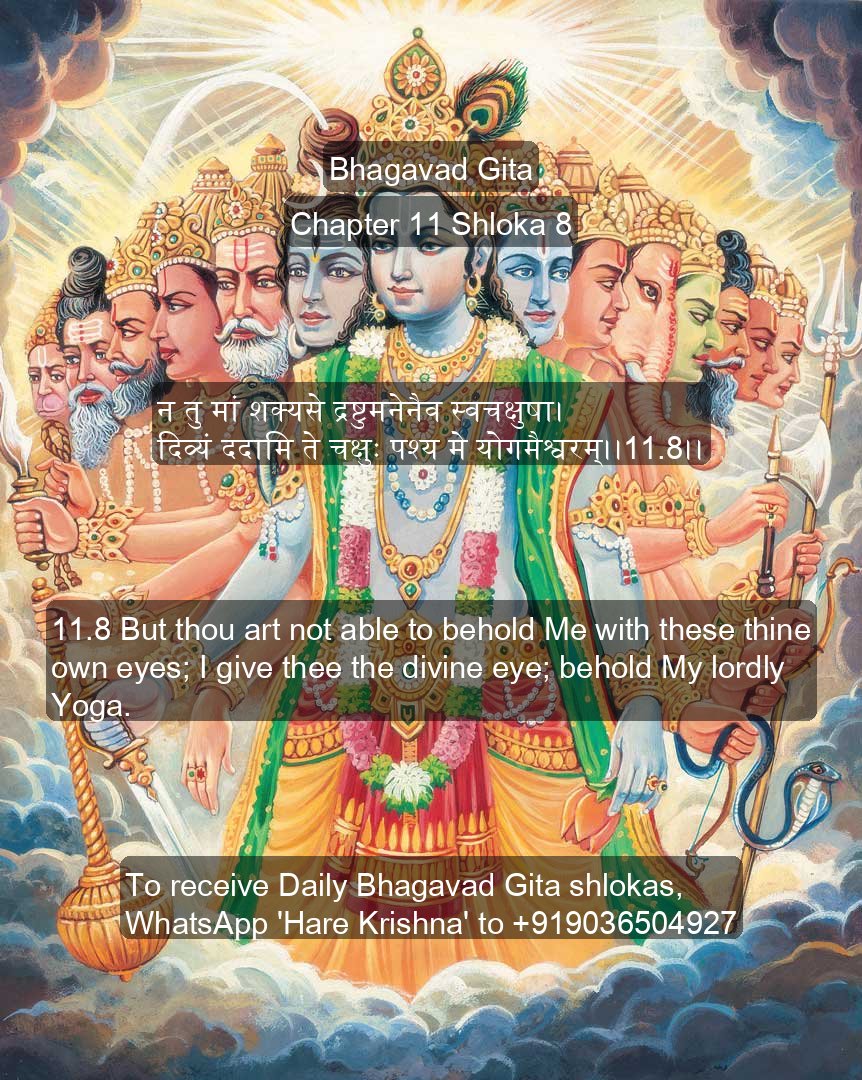 Bhagavad Gita
Chapter 11 Shloka 8
न तु मां शक्यसे द्रष्टुमनेनैव स्वचक्षुषा।
दिव्यं ददामि ते चक्षुः पश्य मे योगमैश्वरम्।।11.8।।
11.8 But thou art not able to behold Me with these thine
own eyes; I give thee the divine eye; behold My lordly
Yoga.
To receive Daily Bhagavad Gita shlokas,
WhatsApp 'Hare Krishna' to +919036504927